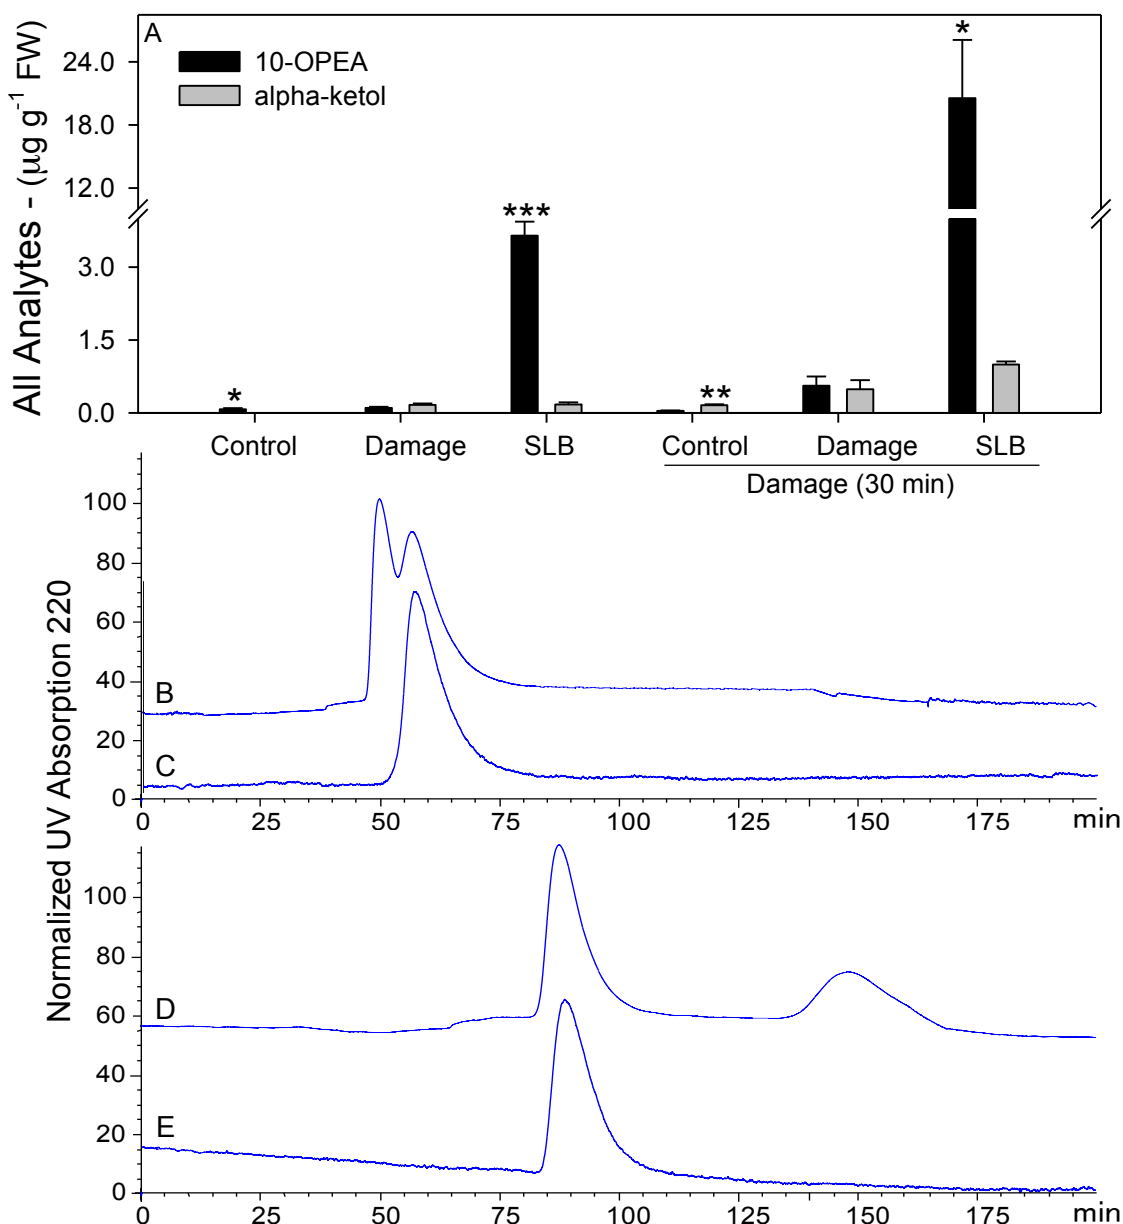 A
10-OPEA
alpha-ketol
All Analytes - (µg g⁻¹ FW)
24.0
18.0
12.0
3.0
1.5
0.0
*
***
**
*
Control Damage SLB Control Damage SLB
Damage (30 min)
Normalized UV Absorption 220
100
80
60
40
20
0
B
C
0 25 50 75 100 125 150 175 min
100
80
60
40
20
0
D
E
0 25 50 75 100 125 150 175 min